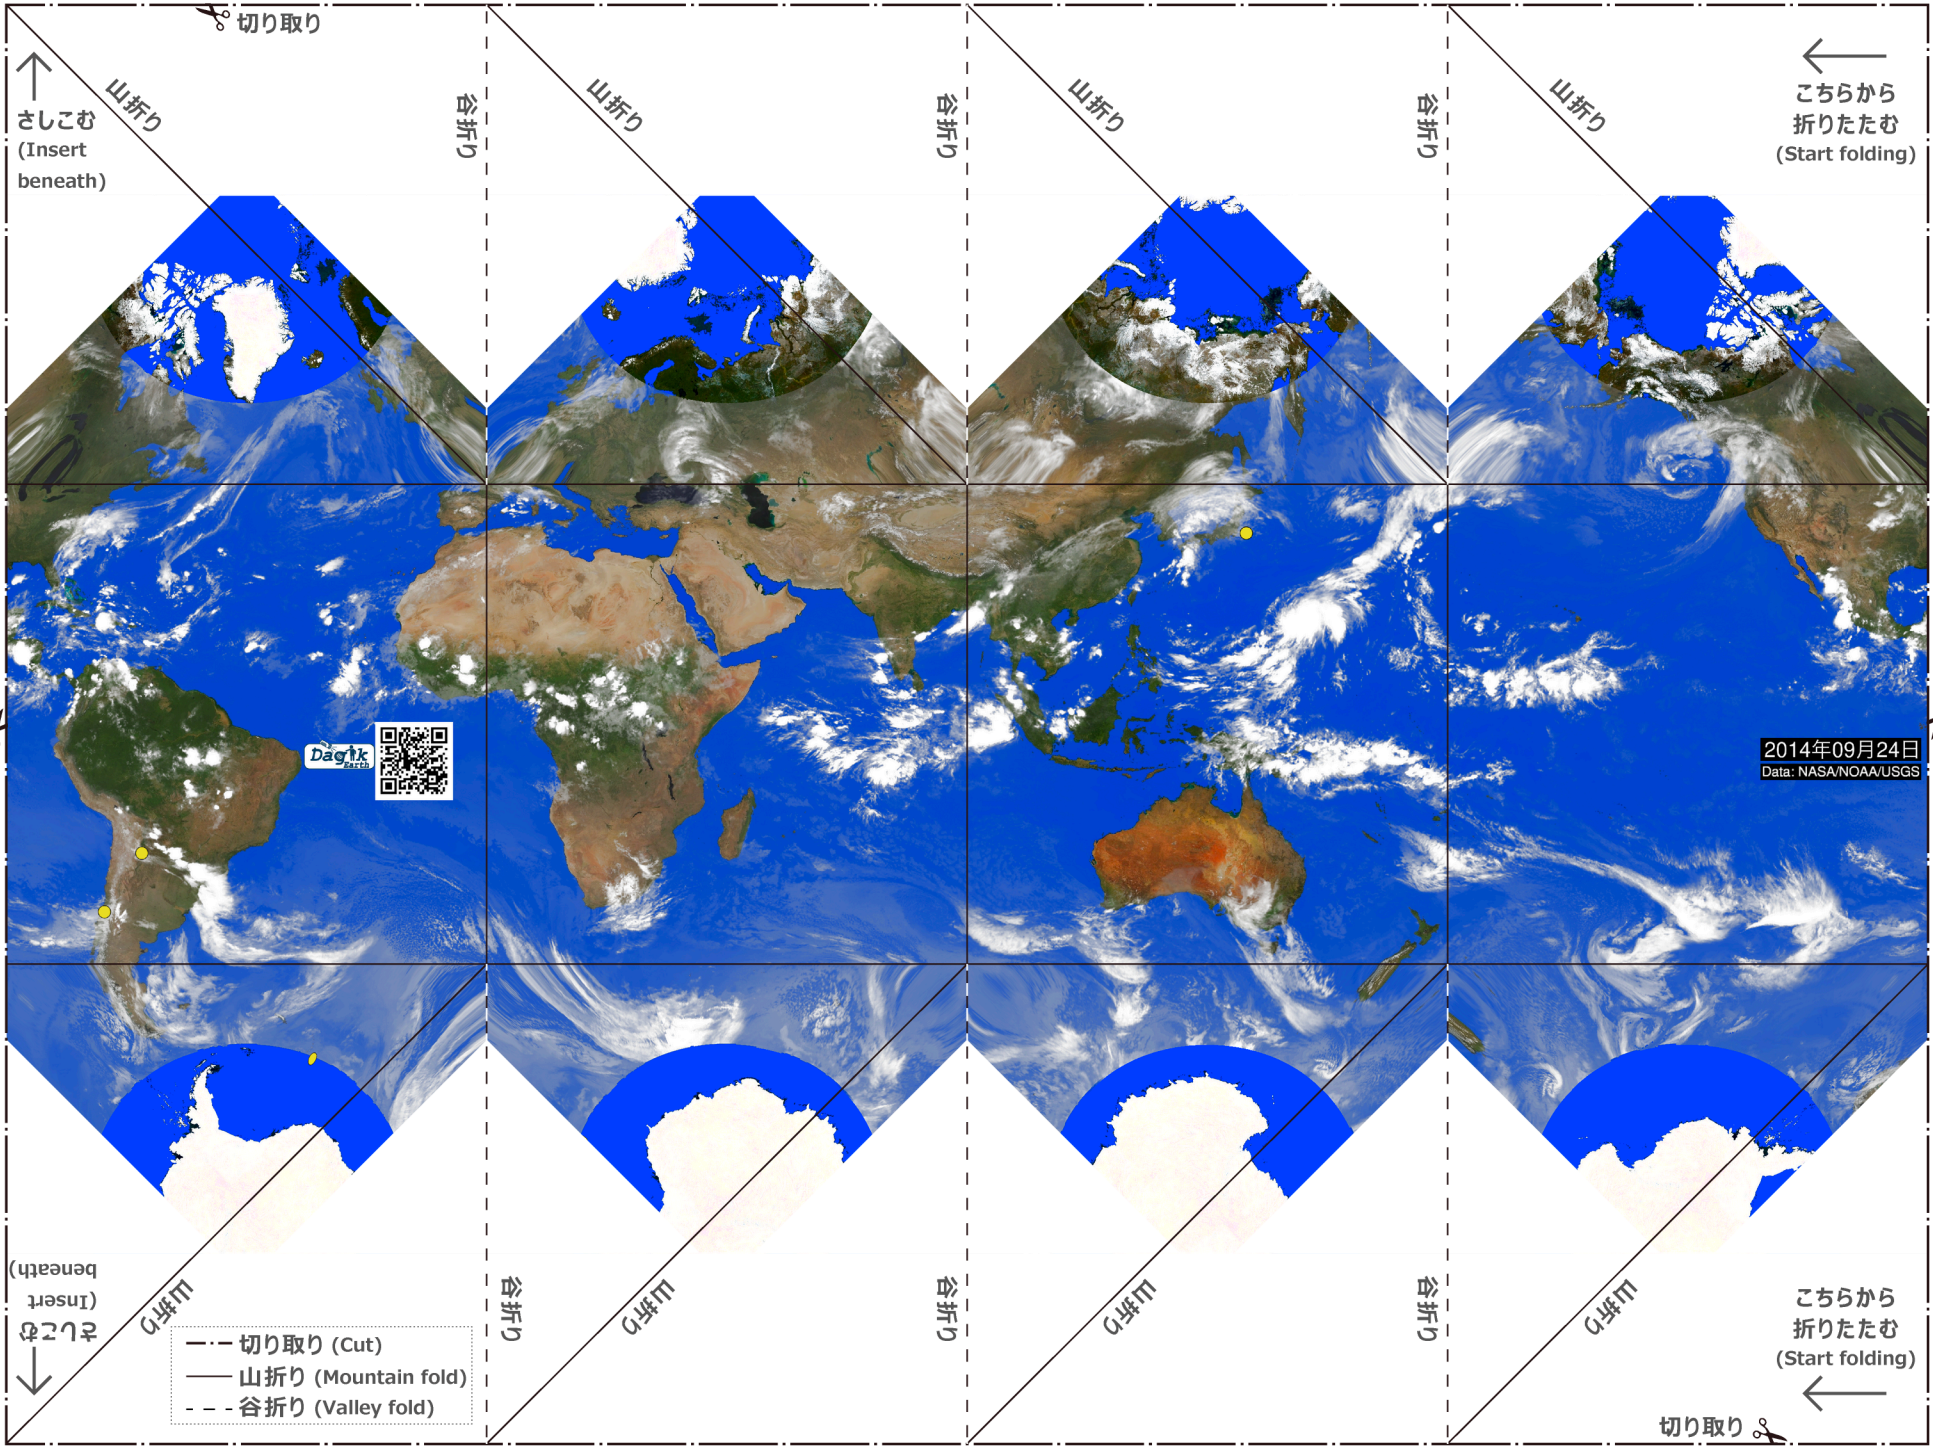 切り取り
山折り
谷折り
山折り
谷折り
山折り
谷折り
山折り
さしこむ
(Insert
beneath)
こちらから
折りたたむ
(Start folding)
Dagik
Earth
2014年09月24日
Data: NASA/NOAA/USGS
さしこむ
(Insert
beneath)
山折り
谷折り
山折り
谷折り
山折り
谷折り
山折り
こちらから
折りたたむ
(Start folding)
切り取り (Cut)
山折り (Mountain fold)
谷折り (Valley fold)
切り取り